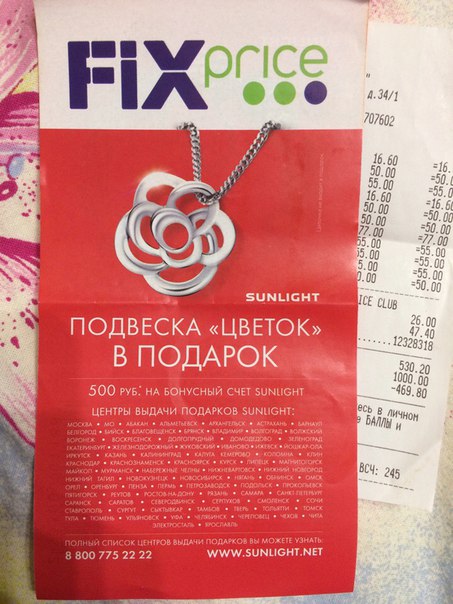 FiX price
SUNLIGHT
ПОДВЕСКА «ЦВЕТОК»
В ПОДАРОК
500 РУБ.* НА БОНУСНЫЙ СЧЕТ SUNLIGHT
ЦЕНТРЫ ВЫДАЧИ ПОДАРКОВ SUNLIGHT:
МОСКВА • МО • АБАКАН • АЛЬМЕТЬЕВСК • АРХАНГЕЛЬСК • АСТРАХАНЬ • БАРНАУЛ
БЕЛГОРОД • БИЙСК • БЛАГОВЕЩЕНСК • БРЯНСК • ВЛАДИМИР • ВОЛГОГРАД • ВОЛЖСКИЙ
ВОРОНЕЖ • ВОСКРЕСЕНСК • ДОЛГОПРУДНЫЙ • ДОМОДЕДОВО • ЗЕЛЕНОГРАД
ЕКАТЕРИНБУРГ • ЖЕЛЕЗНОДОРОЖНЫЙ • ЖУКОВСКИЙ • ИВАНОВО • ИЖЕВСК • ЙОШКАР-ОЛА
ИРКУТСК • КАЗАНЬ • КАЛИНИНГРАД • КАЛУГА • КЕМЕРОВО • КОЛОМНА • КЛИН
КРАСНОДАР • КРАСНОЗНАМЕНСК • КРАСНОЯРСК • КУРСК • ЛИПЕЦК • МАГНИТОГОРСК
МАЙКОП • МУРМАНСК • НАБЕРЕЖНЫЕ ЧЕЛНЫ • НИЖНЕВАРТОВСК • НИЖНИЙ НОВГОРОД
НИЖНИЙ ТАГИЛ • НОВОКУЗНЕЦК • НОВОСИБИРСК • НЯГАНЬ • ОБНИНСК • ОМСК
ОРЕЛ • ОРЕНБУРГ • ПЕНЗА • ПЕРМЬ • ПЕТРОЗАВОДСК • ПОДОЛЬСК • ПРОКОПЬЕВСК
ПЯТИГОРСК • РЕУТОВ • РОСТОВ-НА-ДОНУ • РЯЗАНЬ • САМАРА • САНКТ-ПЕТЕРБУРГ
САРАНСК • САРАТОВ • СЕВЕРОДВИНСК • СЕРПУХОВ • СМОЛЕНСК • СОЧИ
СТАВРОПОЛЬ • СУРГУТ • СЫКТЫВКАР • ТАМБОВ • ТВЕРЬ • ТОЛЬЯТТИ • ТОМСК
ТУЛА • ТЮМЕНЬ • УЛЬЯНОВСК • УФА • ЧЕЛЯБИНСК • ЧЕРЕПОВЕЦ • ЧЕХОВ • ЧИТА
ЭЛЕКТРОСТАЛЬ • ЯРОСЛАВЛЬ
ПОЛНЫЙ СПИСОК ЦЕНТРОВ ВЫДАЧИ ПОДАРКОВ ВЫ МОЖЕТЕ УЗНАТЬ:
8 800 775 22 22 WWW.SUNLIGHT.NET
д.34/1
707602
16.60 =16.
50.00 =50.0
55.00 =55.0
16.60 =16.60
50.00 =50.00
50.00 =50.00
77.00 =77.00
55.00 =55.00
55.00 =55.00
50.00 =50.00
ICE CLUB
26.00
47.40
12328318
530.20
1000.00
-469.80
есь в личном
БАЛЛЫ и
ВСЧ: 245